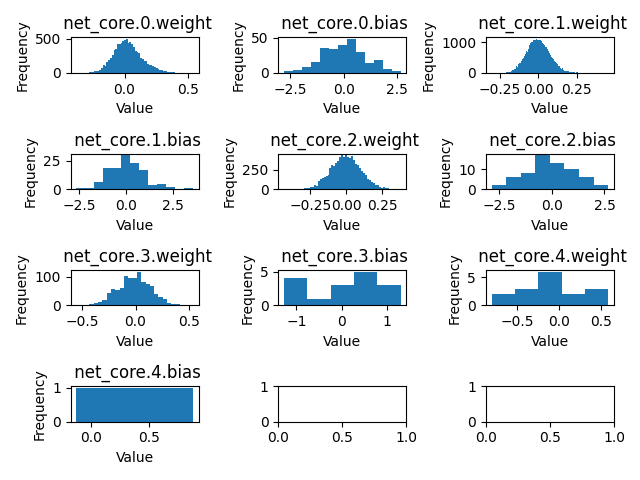 net_core.0.weight
net_core.0.bias
net_core.1.weight
Frequency
500
0
0.0
0.5
Value
Frequency
50
0
−2.5
0.0
2.5
Value
Frequency
1000
0
−0.25
0.00
0.25
Value
net_core.1.bias
net_core.2.weight
net_core.2.bias
Frequency
25
0
−2.5
0.0
2.5
Value
Frequency
250
0
−0.25
0.00
0.25
Value
Frequency
10
0
−2.5
0.0
2.5
Value
net_core.3.weight
net_core.3.bias
net_core.4.weight
Frequency
100
0
−0.5
0.0
0.5
Value
Frequency
5
0
−1
0
1
Value
Frequency
5
0
−0.5
0.0
0.5
Value
net_core.4.bias
Frequency
1
0
0.0
0.5
Value
1
0
0.0
0.5
1.0
1
0
0.0
0.5
1.0